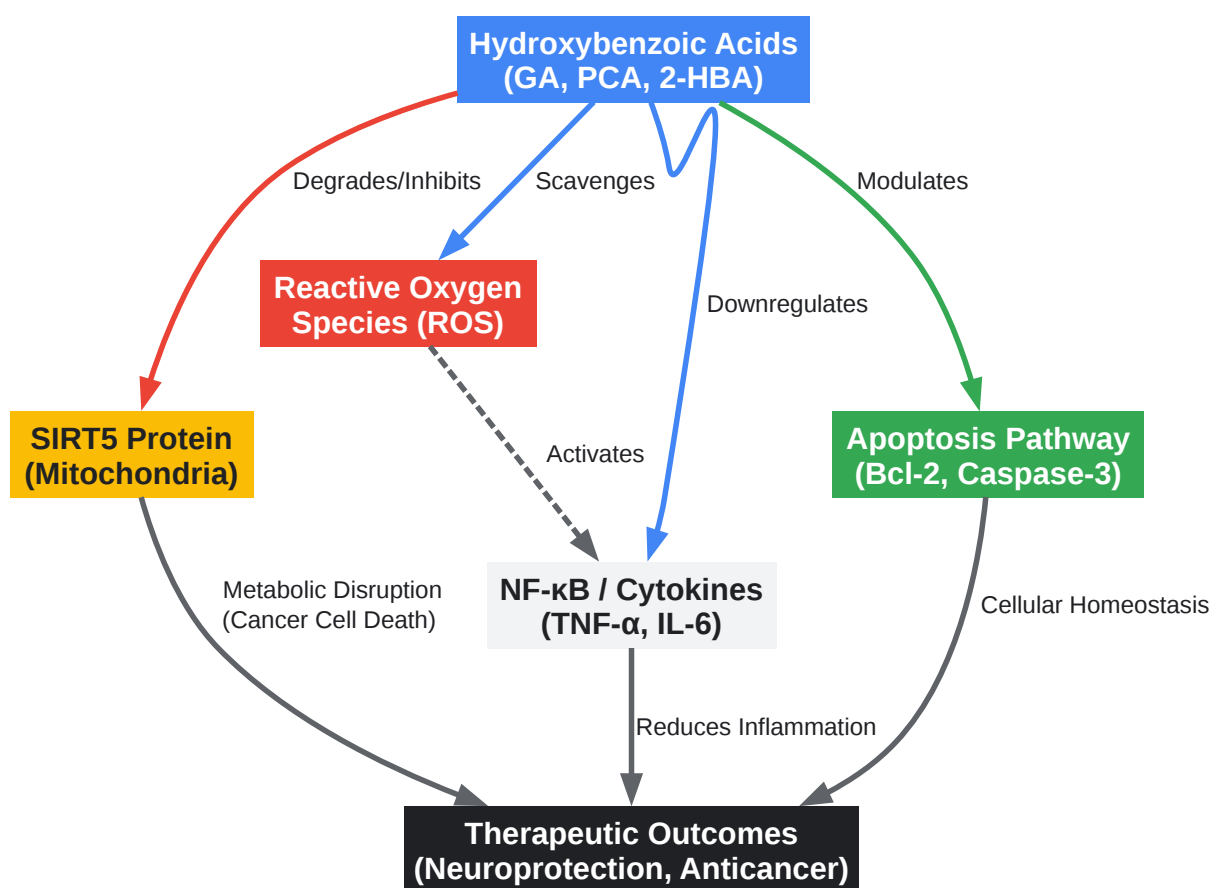 Hydroxybenzoic Acids
(GA, PCA, 2-HBA)
Degrades/Inhibits
Scavenges
Modulates
Reactive Oxygen
Species (ROS)
Downregulates
SIRT5 Protein
(Mitochondria)
Activates
Apoptosis Pathway
(Bcl-2, Caspase-3)
Metabolic Disruption
(Cancer Cell Death)
NF-κB / Cytokines
(TNF-α, IL-6)
Cellular Homeostasis
Reduces Inflammation
Therapeutic Outcomes
(Neuroprotection, Anticancer)